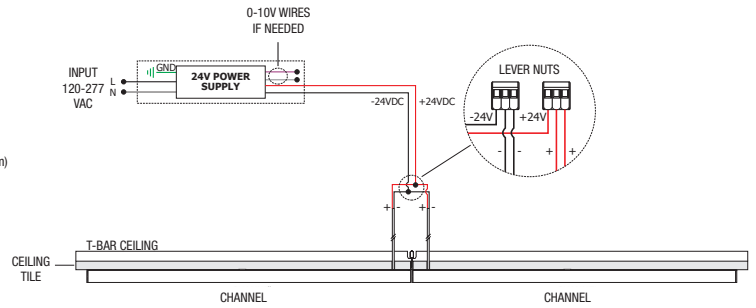 0-10V WIRES
IF NEEDED
INPUT
120-277
VAC
L
N
GND
24V POWER
SUPPLY
-24VDC
+24VDC
LEVER NUTS
-24V
+24V
- - + +
m)
+ - + -
T-BAR CEILING
CEILING
TILE
CHANNEL
CHANNEL